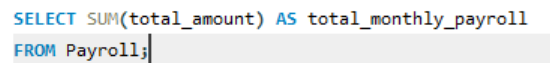 SELECT SUM(total_amount) AS total_monthly_payroll
FROM Payroll;